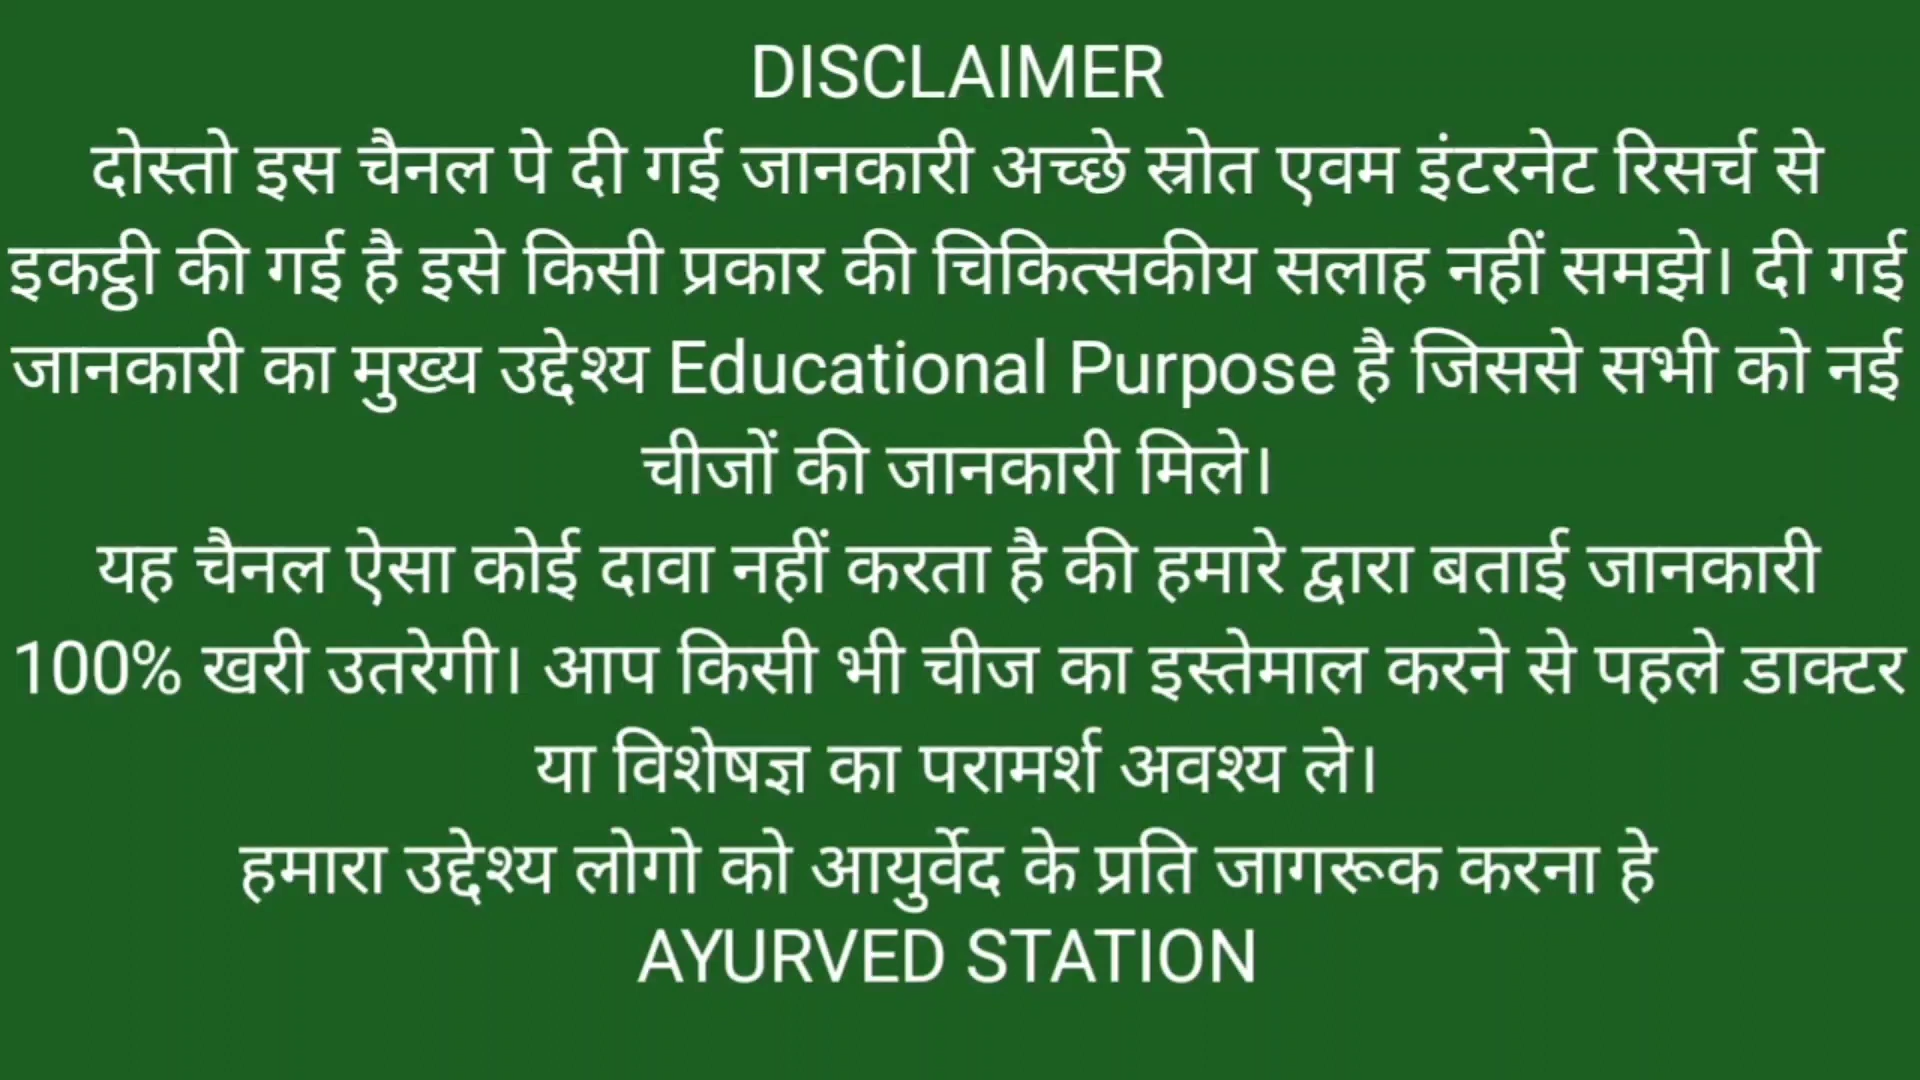 DISCLAIMER
दोस्तो इस चैनल पे दी गई जानकारी अच्छे स्रोत एवम इंटरनेट रिसर्च से
इकट्ठी की गई है इसे किसी प्रकार की चिकित्सकीय सलाह नहीं समझे। दी गई
जानकारी का मुख्य उद्देश्य Educational Purpose है जिससे सभी को नई
चीजों की जानकारी मिले।
यह चैनल ऐसा कोई दावा नहीं करता है की हमारे द्वारा बताई जानकारी
100% खरी उतरेगी। आप किसी भी चीज का इस्तेमाल करने से पहले डाक्टर
या विशेषज्ञ का परामर्श अवश्य ले।
हमारा उद्देश्य लोगो को आयुर्वेद के प्रति जागरूक करना हे
AYURVED STATION